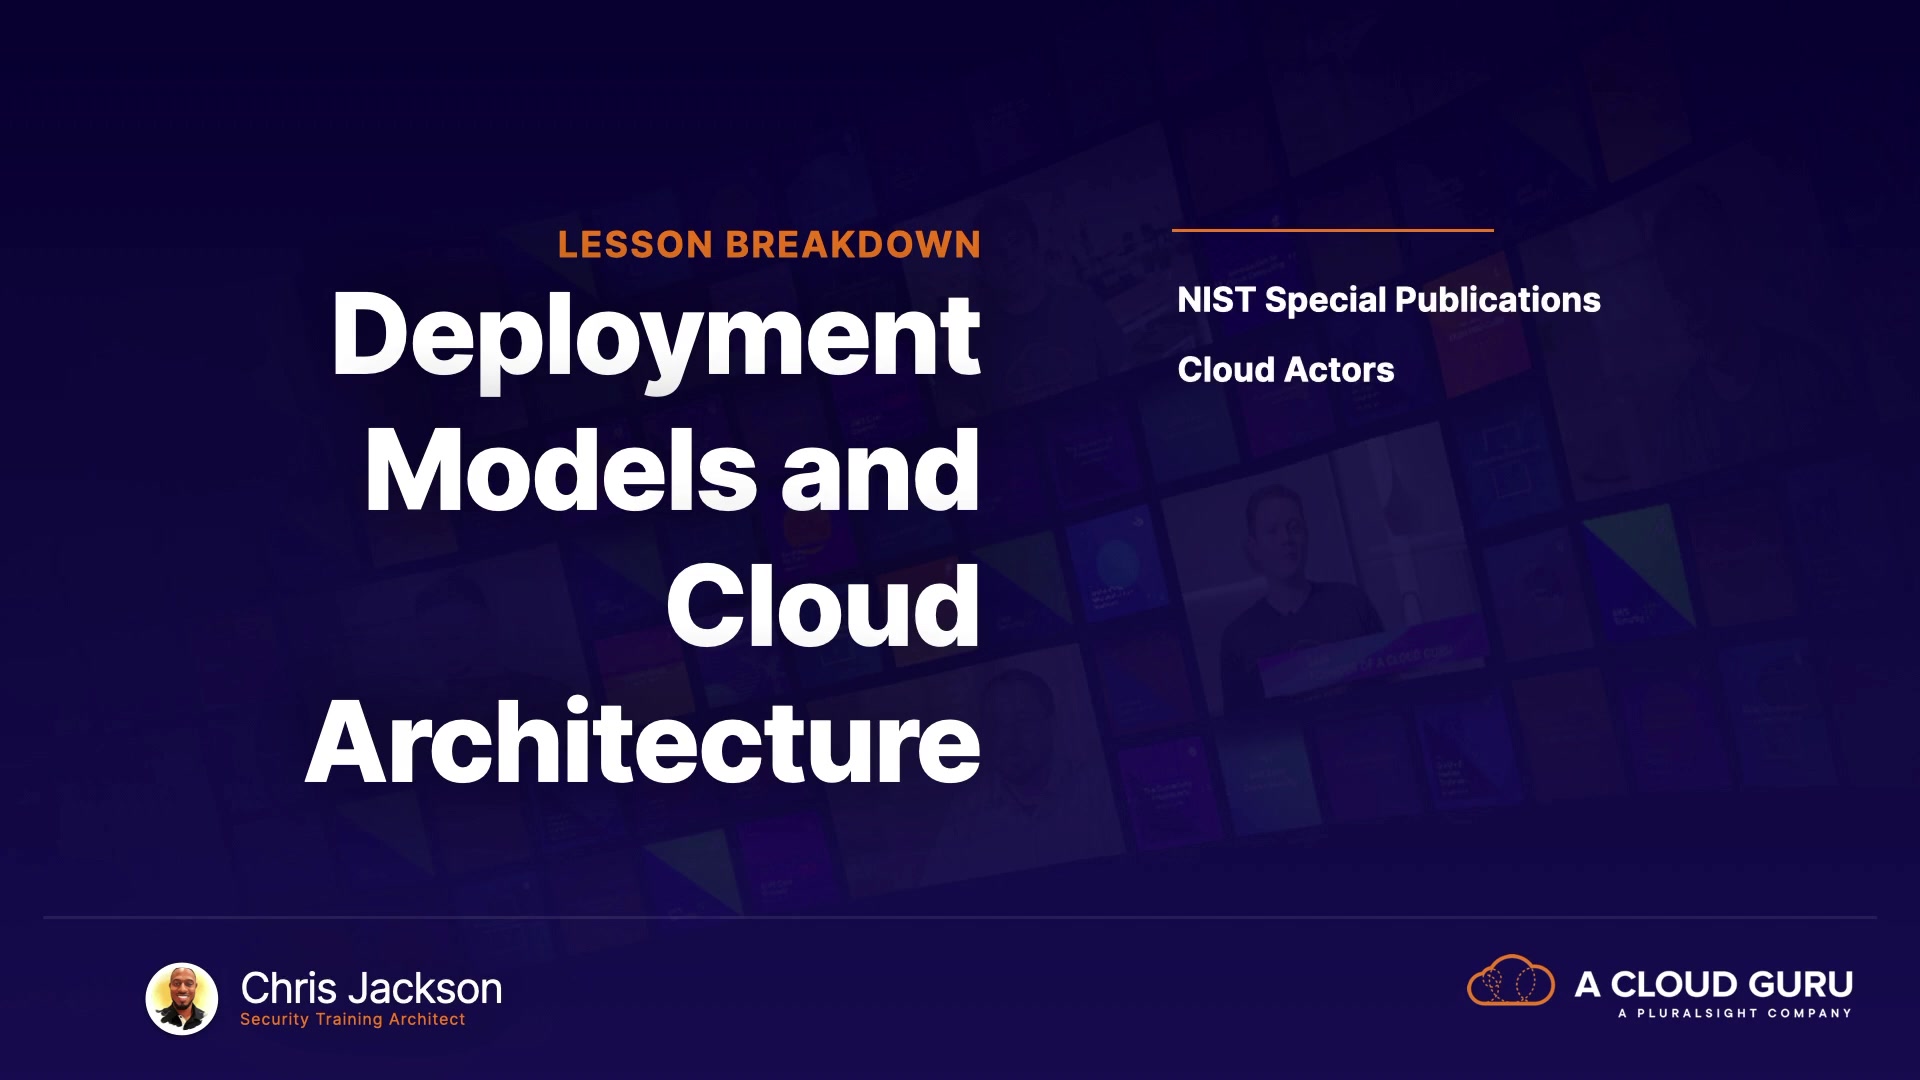 LESSON BREAKDOWN
Deployment
Models and
Cloud
Architecture
NIST Special Publications
Cloud Actors
Chris Jackson
Security Training Architect
A CLOUD GURU
A PLURALSIGHT COMPANY